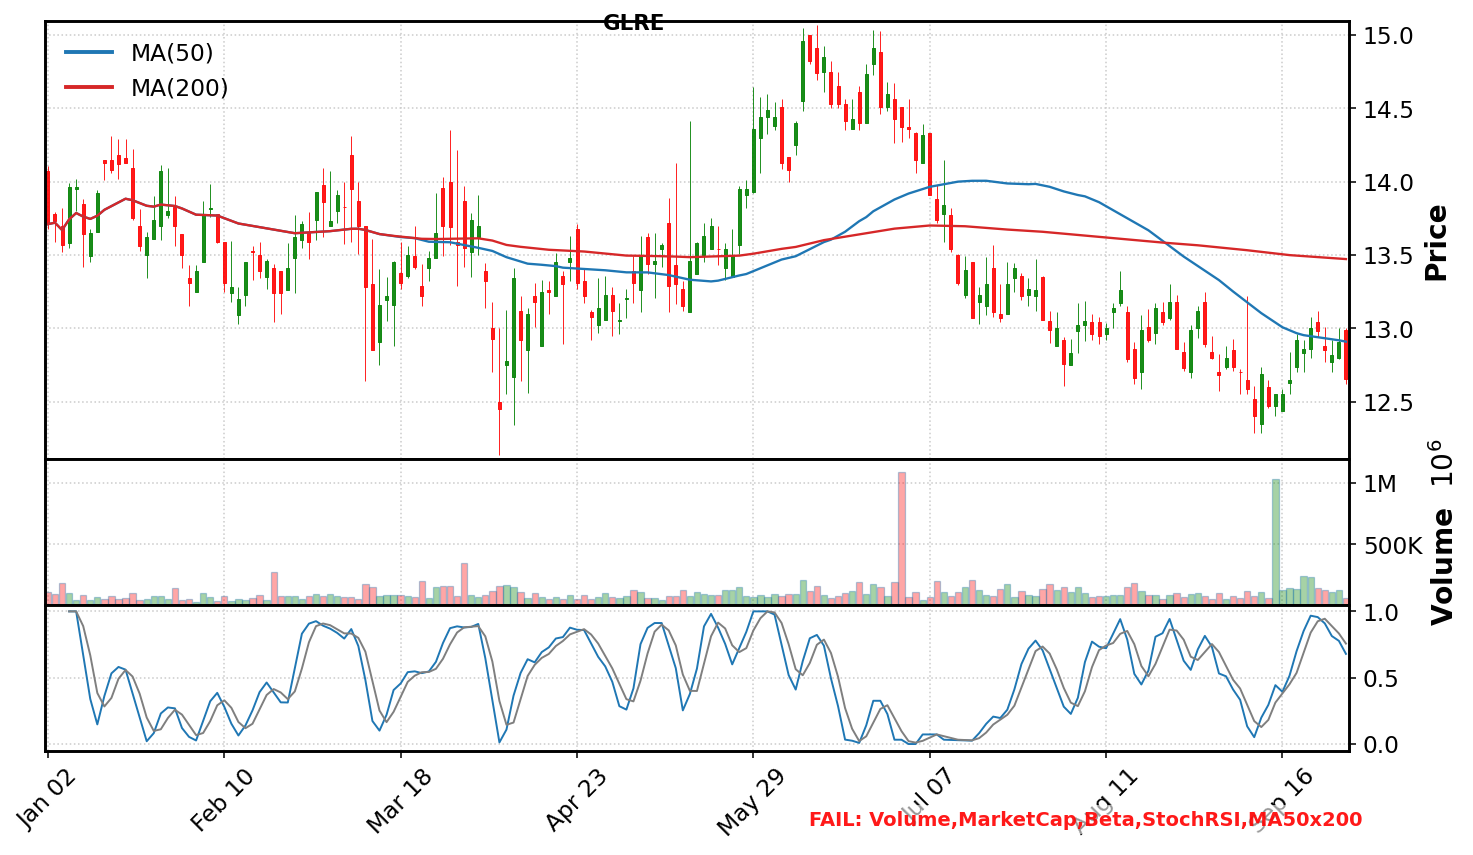 GLRE
MA(50)
MA(200)
15.0
14.5
14.0
13.5
13.0
12.5
Price
1M
500K
Volume 10^6
1.0
0.5
0.0
Jan 02
Feb 10
Mar 18
Apr 23
May 29
Jul 07
Aug 11
Sep 16
FAIL: Volume,MarketCap,Beta,StochRSI,MA50x200